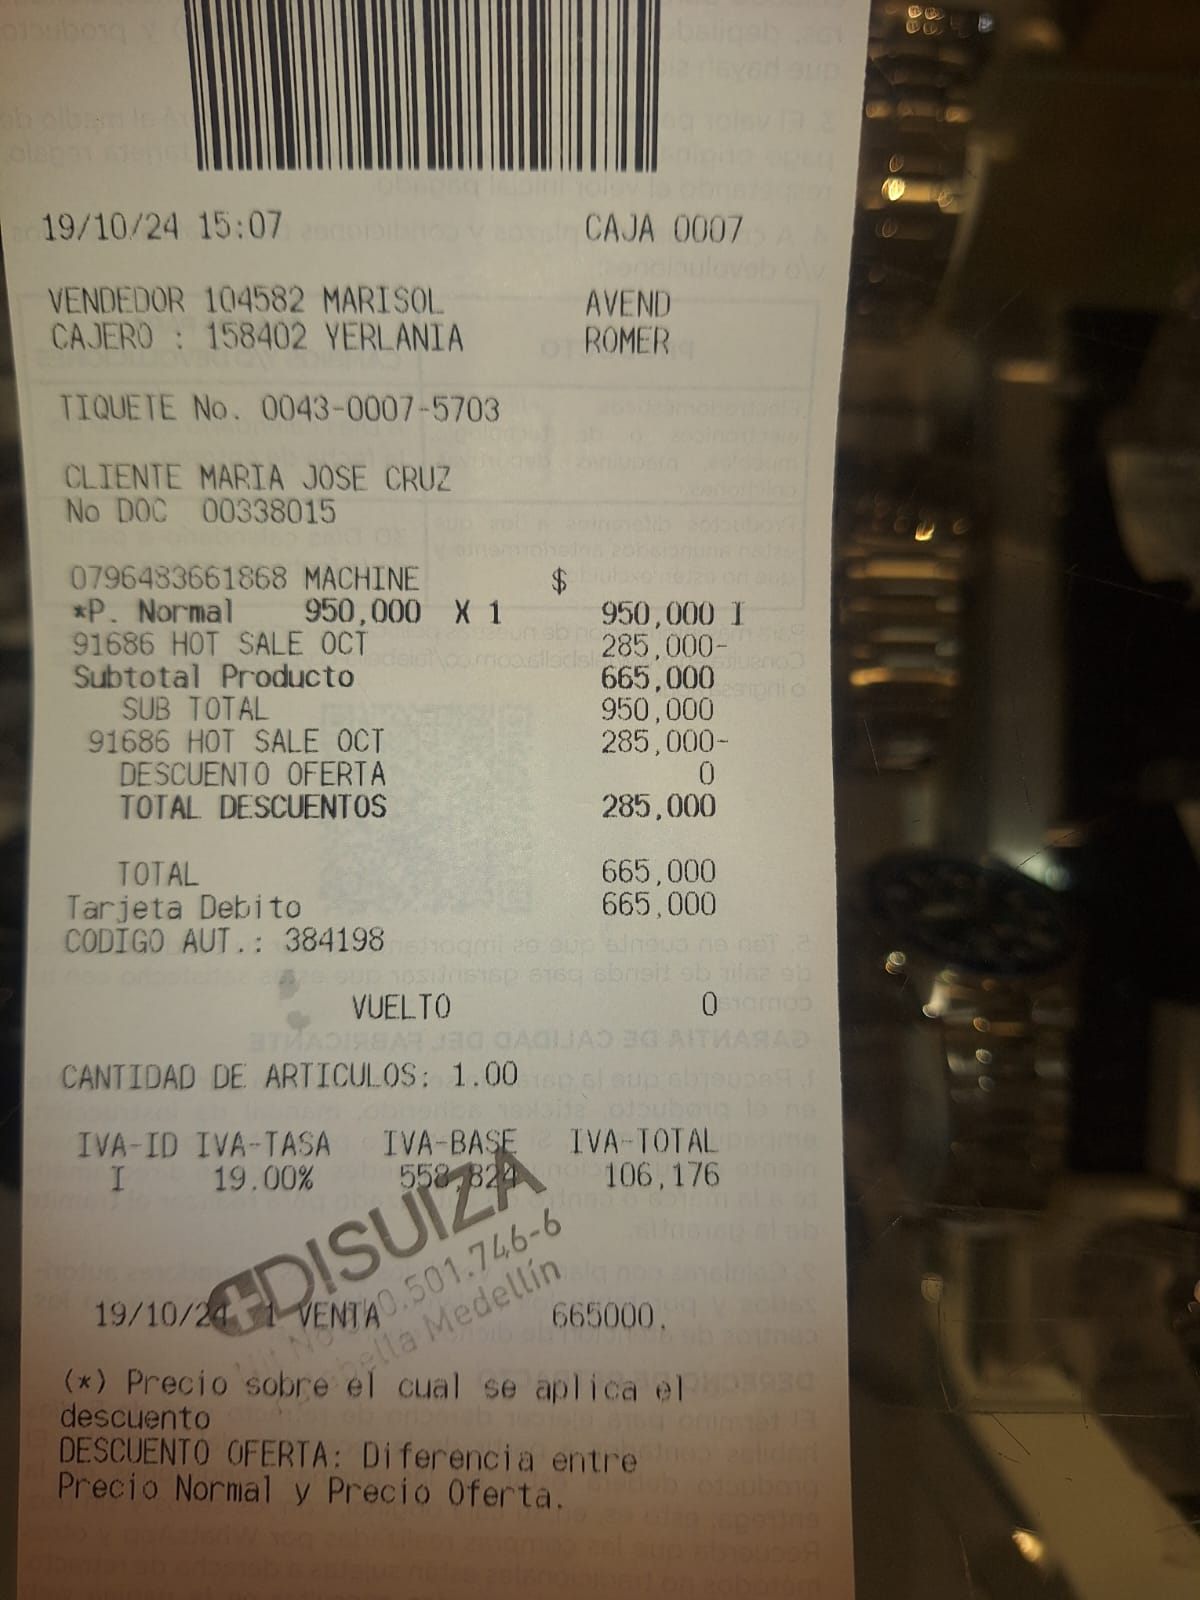 19/10/24 15:07 CAJA 0007
VENDEDOR 104582 MARISOL AVEND
CAJERO : 158402 YERLANIA ROMER
TIQUETE No. 0043-0007-5703
CLIENTE MARIA JOSE CRUZ
No DOC 00338015
0796483661868 MACHINE $
*P. Normal 950,000 X 1 950,000 I
91686 HOT SALE OCT 285,000-
Subtotal Producto 665,000
SUB TOTAL 950,000
91686 HOT SALE OCT 285,000-
DESCUENTO OFERTA 0
TOTAL DESCUENTOS 285,000
TOTAL 665,000
Tarjeta Debito 665,000
CODIGO AUT.: 384198
VUELTO 0
CANTIDAD DE ARTICULOS: 1.00
IVA-ID IVA-TASA IVA-BASE IVA-TOTAL
I 19.00% 558,824 106,176
DISUIZA
501.746-6
Medellín
19/10/24 1 VENTA 665000.
(*) Precio sobre el cual se aplica el
descuento
DESCUENTO OFERTA: Diferencia entre
Precio Normal y Precio Oferta.